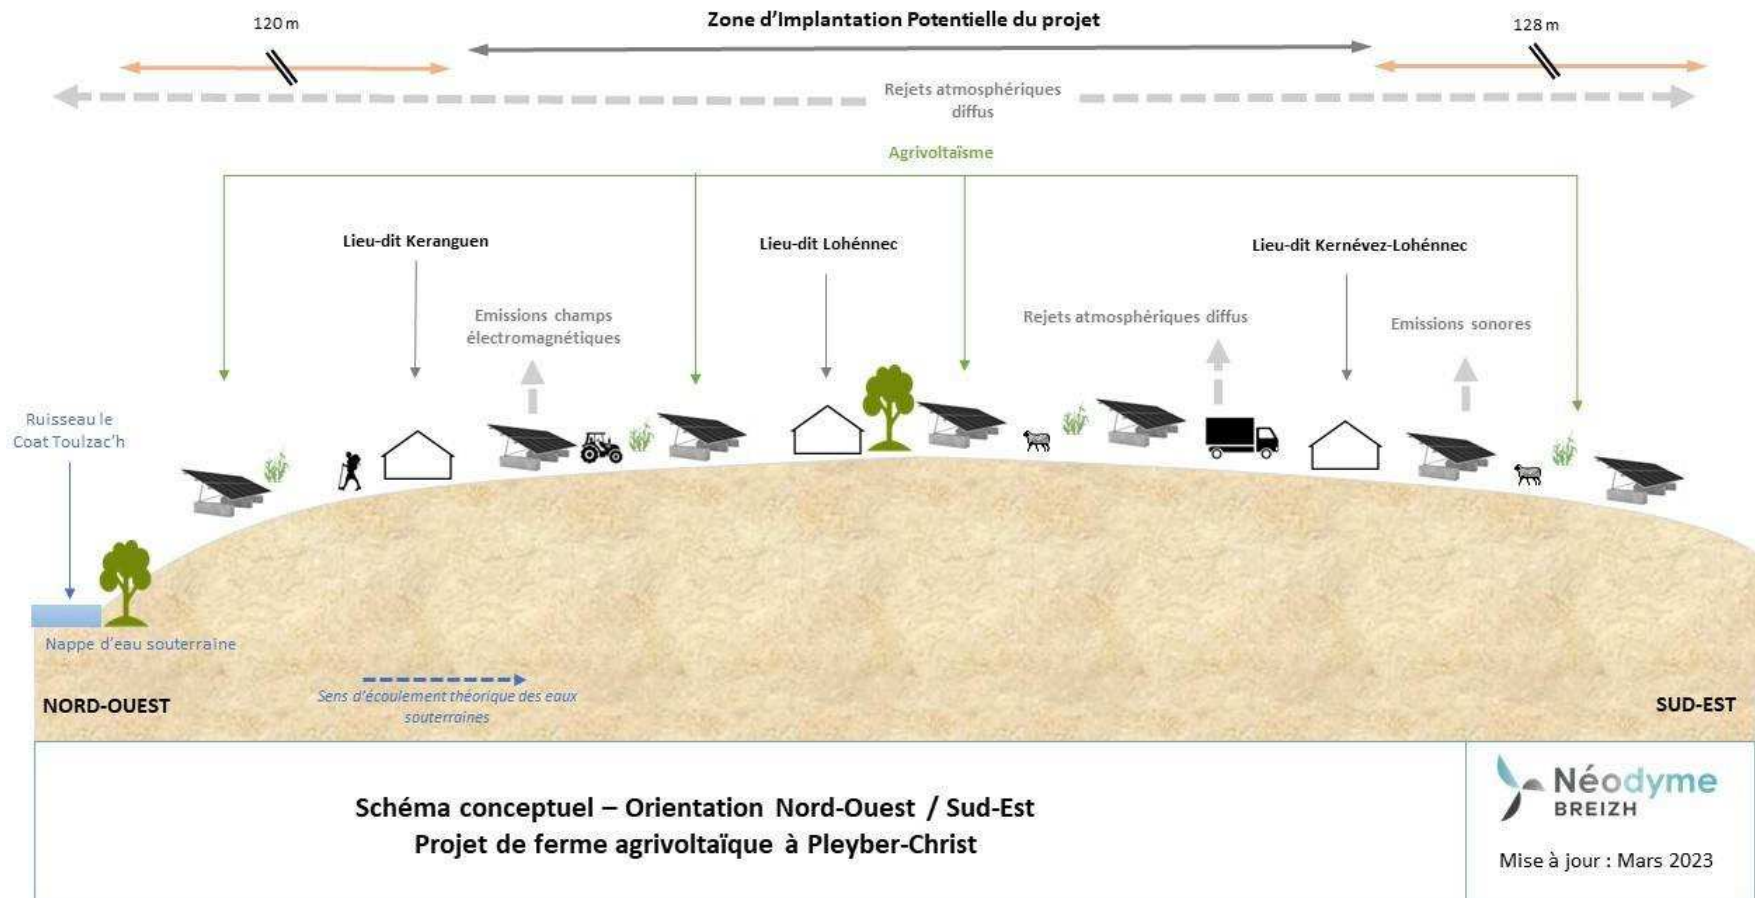 120 m
Zone d'Implantation Potentielle du projet
128 m
Rejets atmosphériques
diffus
Agrivoltaïsme
Lieu-dit Keranguen
Lieu-dit Lohénnec
Lieu-dit Kernévez-Lohénnec
Emissions champs
électromagnétiques
Rejets atmosphériques diffus
Emissions sonores
Ruisseau le
Coat Toulzac'h
Nappe d'eau souterraine
NORD-OUEST
Sens d'écoulement théorique des eaux
souterraines
SUD-EST
Schéma conceptuel – Orientation Nord-Ouest / Sud-Est
Projet de ferme agrivoltaïque à Pleyber-Christ
Néodyme
BREIZH
Mise à jour : Mars 2023